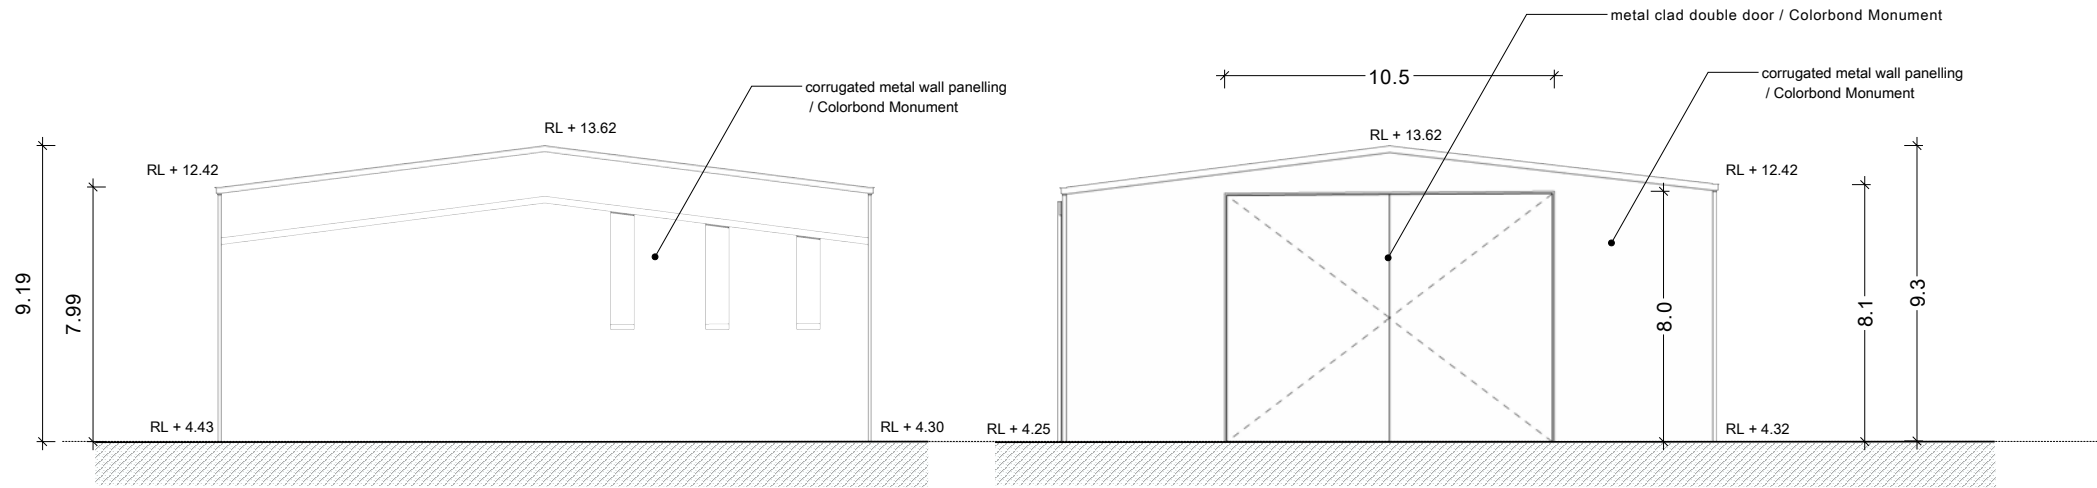 metal clad double door / Colorbond Monument
10.5
corrugated metal wall panelling
/ Colorbond Monument
corrugated metal wall panelling
/ Colorbond Monument
RL + 13.62
RL + 13.62
RL + 12.42
RL + 12.42
9.19
7.99
8.0
8.1
9.3
RL + 4.43
RL + 4.30
RL + 4.25
RL + 4.32